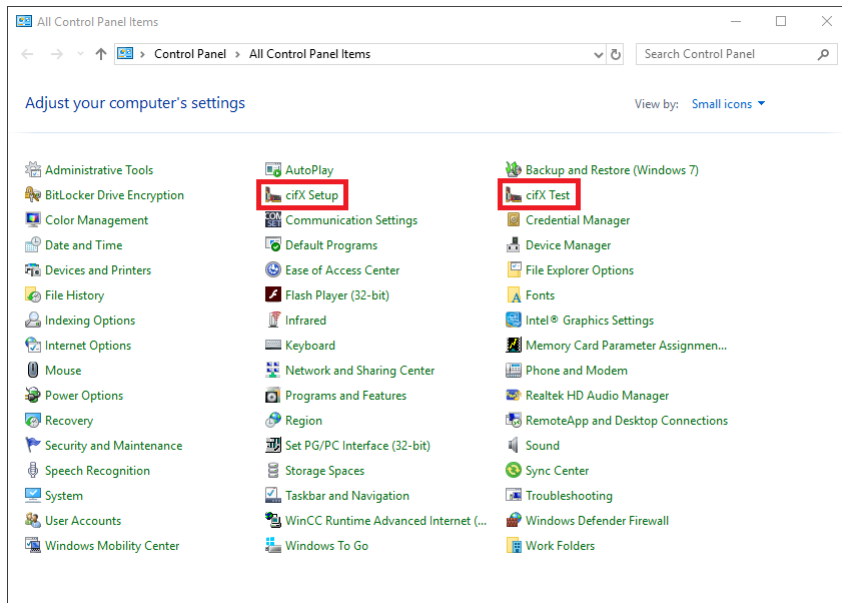 All Control Panel Items
Control Panel > All Control Panel Items
Search Control Panel
Adjust your computer's settings
View by: Small icons
Administrative Tools
AutoPlay
Backup and Restore (Windows 7)
BitLocker Drive Encryption
cifX Setup
cifX Test
Color Management
CON
SET
Communication Settings
Credential Manager
Date and Time
Default Programs
Device Manager
Devices and Printers
Ease of Access Center
File Explorer Options
File History
Flash Player (32-bit)
Fonts
Indexing Options
Infrared
Intel® Graphics Settings
Internet Options
Keyboard
Memory Card Parameter Assignmen...
Mouse
Network and Sharing Center
Phone and Modem
Power Options
Programs and Features
Realtek HD Audio Manager
Recovery
Region
RemoteApp and Desktop Connections
Security and Maintenance
Set PG/PC Interface (32-bit)
Sound
Speech Recognition
Storage Spaces
Sync Center
System
Taskbar and Navigation
Troubleshooting
User Accounts
WinCC Runtime Advanced Internet (...
Windows Defender Firewall
Windows Mobility Center
Windows To Go
Work Folders